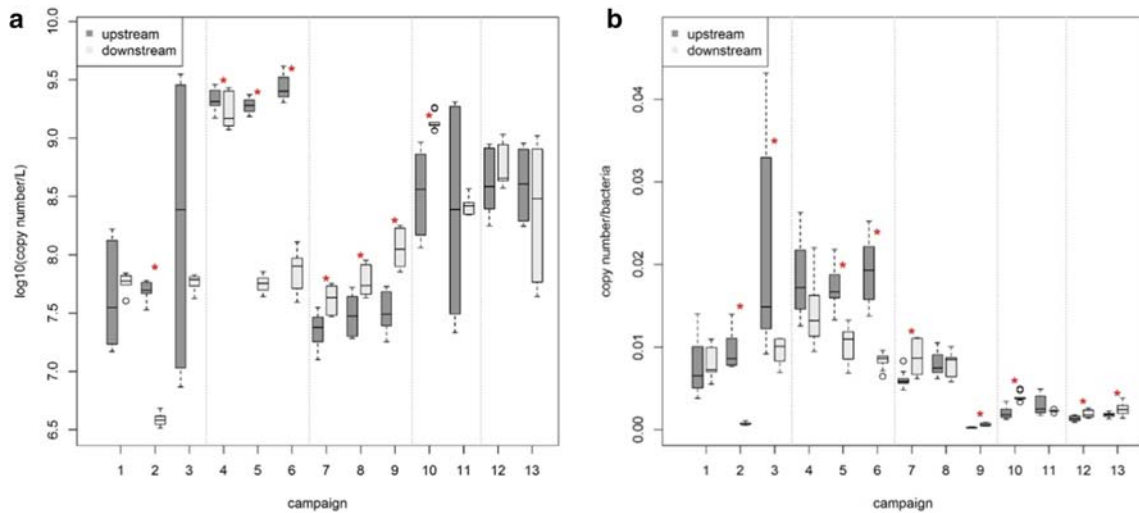 a
upstream
downstream
log10(copy number/L)
10.0
9.5
9.0
8.5
8.0
7.5
7.0
6.5
1 2 3 4 5 6 7 8 9 10 11 12 13
campaign
b
upstream
downstream
copy number/bacteria
0.04
0.03
0.02
0.01
0.00
1 2 3 4 5 6 7 8 9 10 11 12 13
campaign